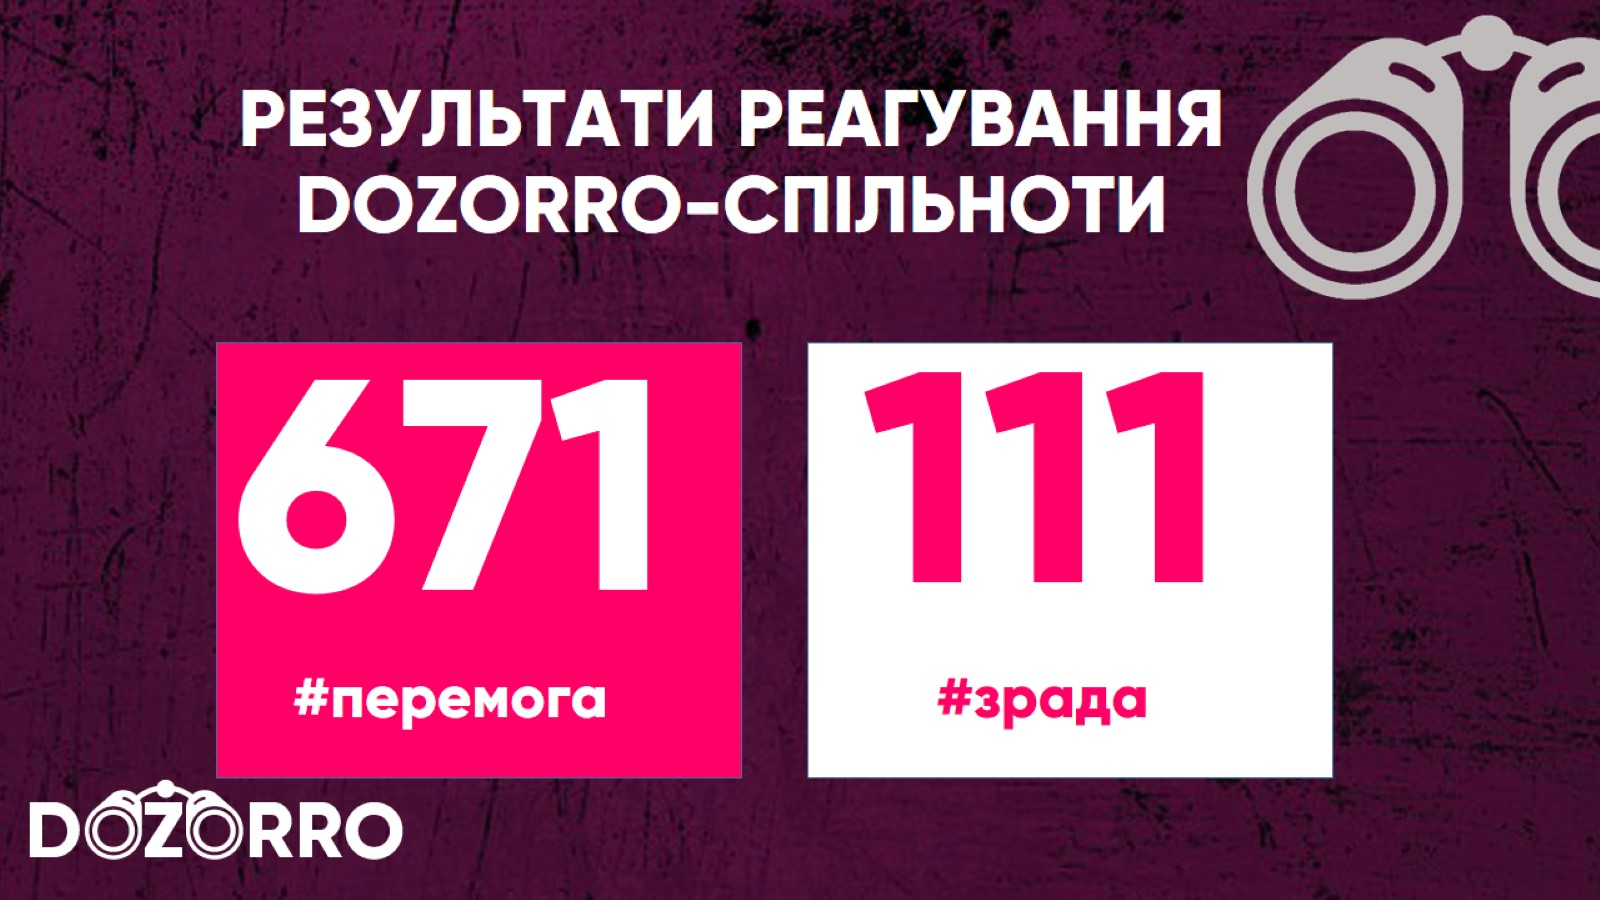 РЕЗУЛЬТАТИ РЕАГУВАННЯ
DOZORRO-СПІЛЬНОТИ
671
#перемога
111
#зрада
DOZORRO